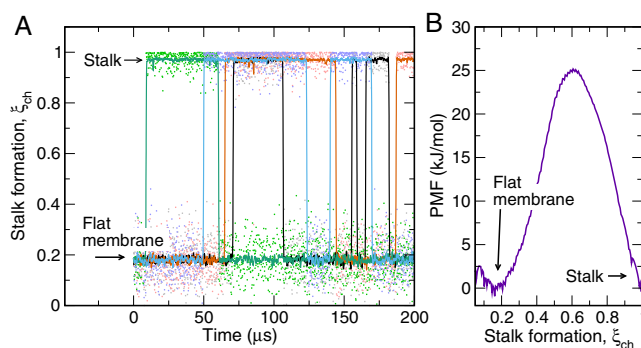 A
Stalk formation, ξch
1
0.8
0.6
0.4
0.2
0
Stalk
Flat
membrane
0
50
100
150
200
Time (μs)
B
PMF (kJ/mol)
30
25
20
15
10
5
0
Flat
membrane
Stalk
0.2
0.4
0.6
0.8
1
Stalk formation, ξch